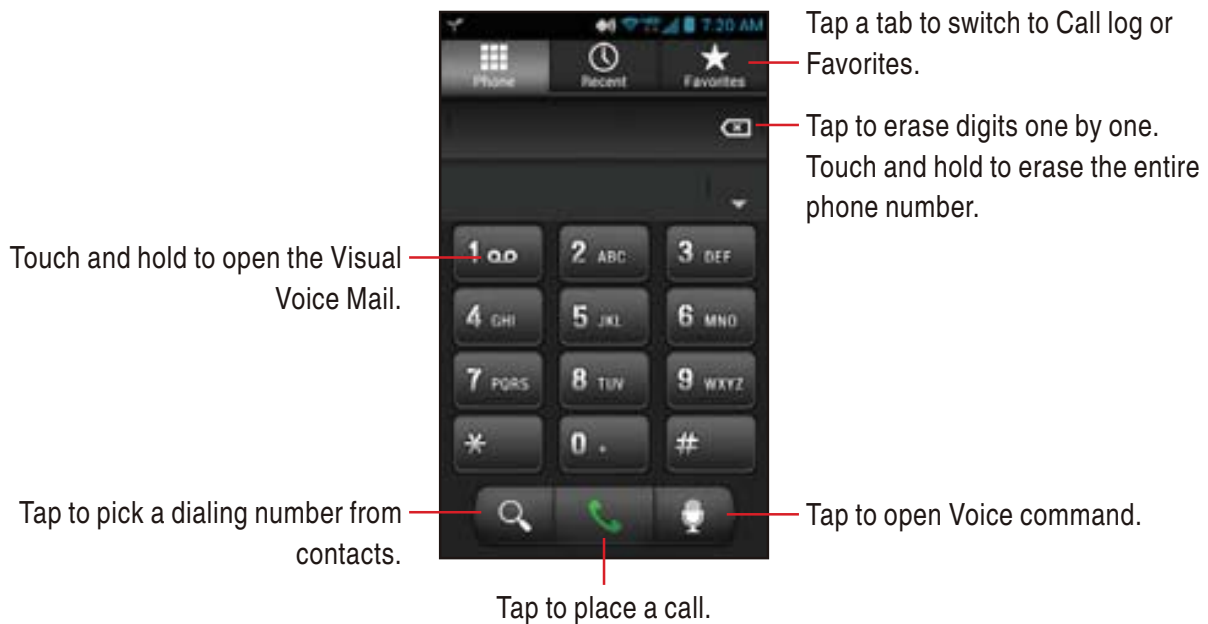 7:20 AM
Phone Recent Favorites
Tap a tab to switch to Call log or
Favorites.
Tap to erase digits one by one.
Touch and hold to erase the entire
phone number.
Touch and hold to open the Visual
Voice Mail.
1 2 ABC 3 DEF
4 GHI 5 JKL 6 MNO
7 PQRS 8 TUV 9 WXYZ
* 0 #
Tap to pick a dialing number from
contacts.
Tap to open Voice command.
Tap to place a call.